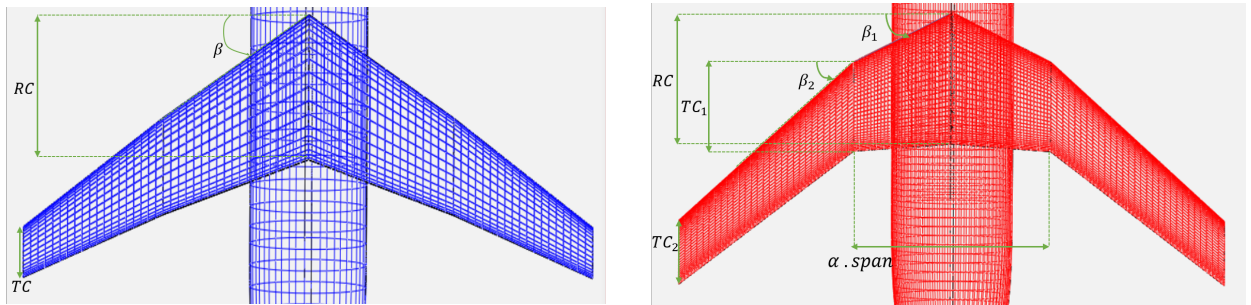 β
RC
TC
β₁
RC
β₂
TC₁
TC₂
α . span